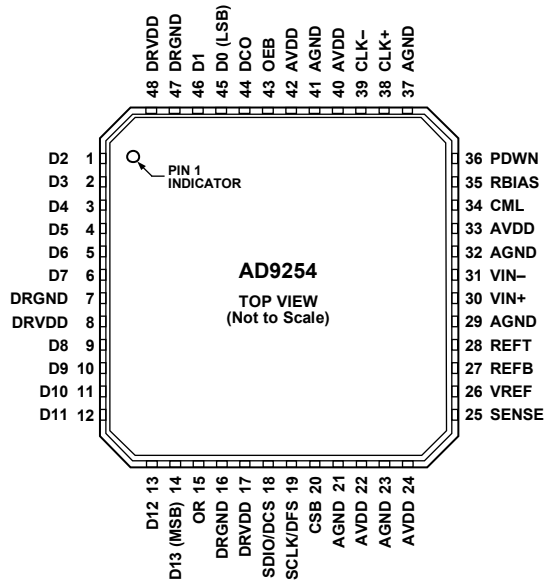 48 DRVDD
47 DRGND
46 D1
45 D0 (LSB)
44 DCO
43 OEB
42 AVDD
41 AGND
40 AVDD
39 CLK–
38 CLK+
37 AGND
D2 1
D3 2
D4 3
D5 4
D6 5
D7 6
DRGND 7
DRVDD 8
D8 9
D9 10
D10 11
D11 12
PIN 1
INDICATOR
AD9254
TOP VIEW
(Not to Scale)
36 PDWN
35 RBIAS
34 CML
33 AVDD
32 AGND
31 VIN–
30 VIN+
29 AGND
28 REFT
27 REFB
26 VREF
25 SENSE
D12 13
D13 (MSB) 14
OR 15
DRGND 16
DRVDD 17
SDIO/DCS 18
SCLK/DFS 19
CSB 20
AGND 21
AVDD 22
AGND 23
AVDD 24